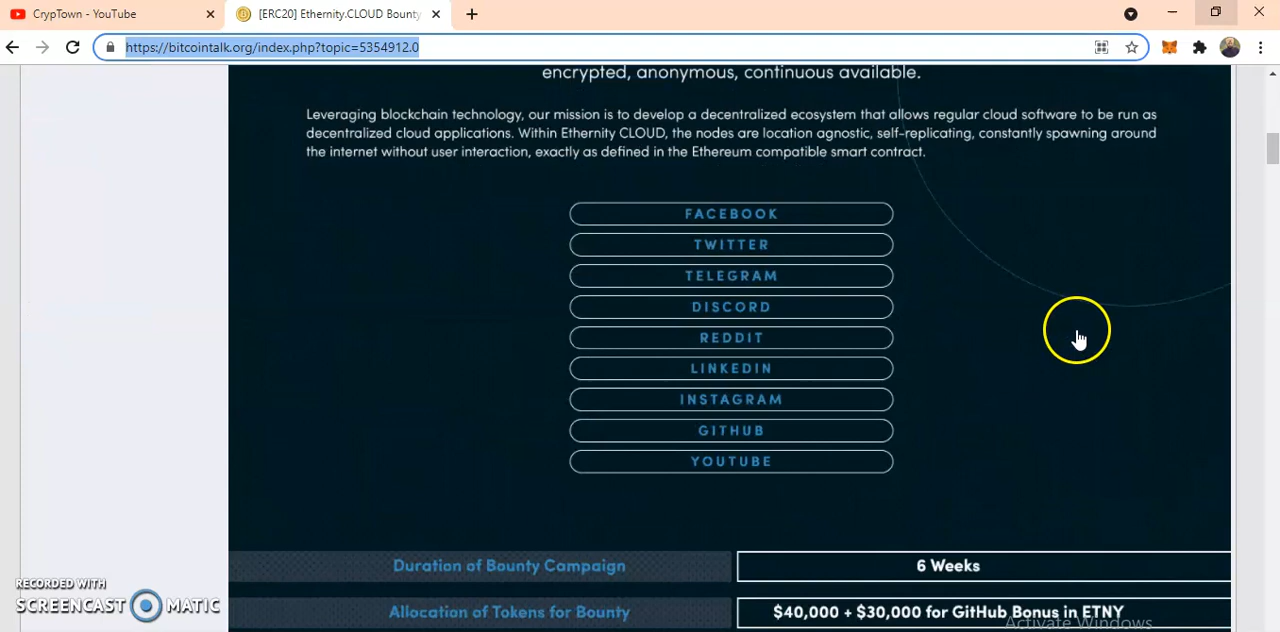 CrypTown - YouTube
[ERC20] Ethernity.CLOUD Bounty
https://bitcointalk.org/index.php?topic=5354912.0
encrypted, anonymous, continuous available.
Leveraging blockchain technology, our mission is to develop a decentralized ecosystem that allows regular cloud software to be run as
decentralized cloud applications. Within Ethernity CLOUD, the nodes are location agnostic, self-replicating, constantly spawning around
the internet without user interaction, exactly as defined in the Ethereum compatible smart contract.
FACEBOOK
TWITTER
TELEGRAM
DISCORD
REDDIT
LINKEDIN
INSTAGRAM
GITHUB
YOUTUBE
Duration of Bounty Campaign
6 Weeks
Allocation of Tokens for Bounty
$40,000 + $30,000 for GitHub Bonus in ETNY
Activate Windows
RECORDED WITH
SCREENCAST MATIC